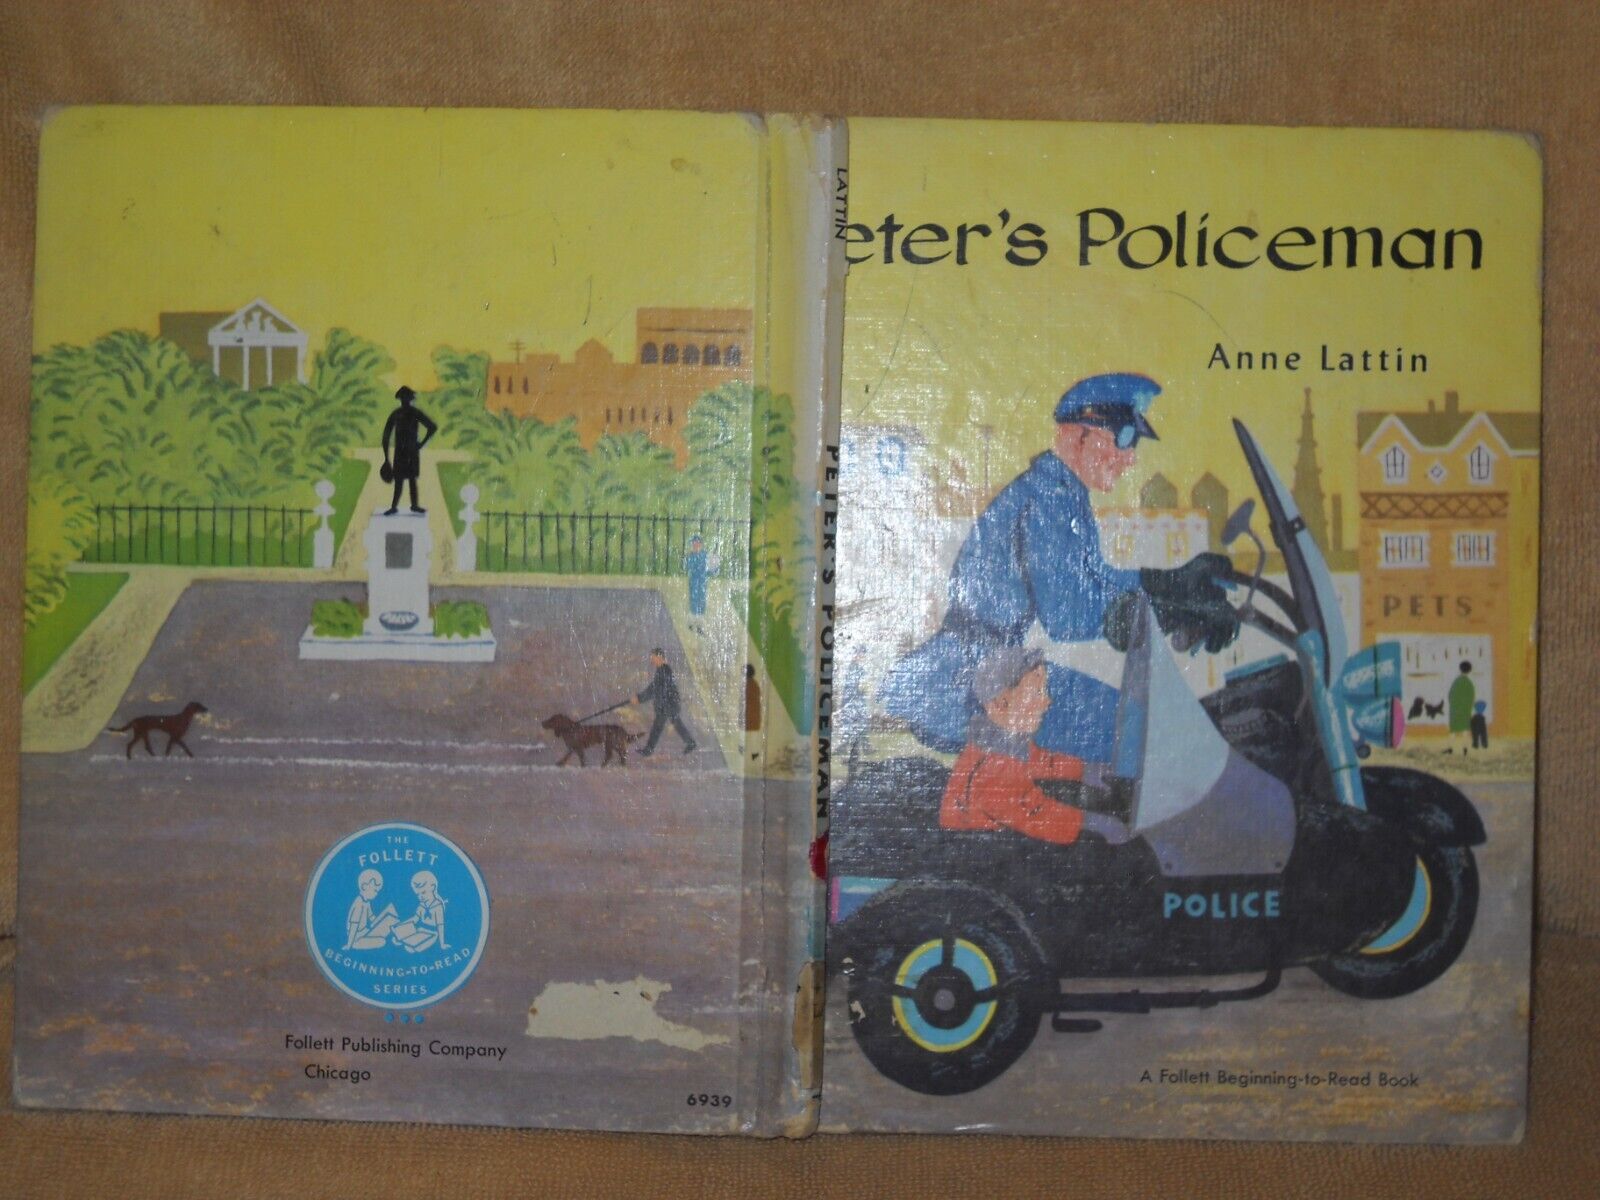 eter's Policeman
Anne Lattin
PETS
POLICE
A Follett Beginning-to-Read Book
LATTIN
PETER'S POLICEMAN
THE
FOLLETT
BEGINNING-TO-READ
SERIES
Follett Publishing Company
Chicago
6939